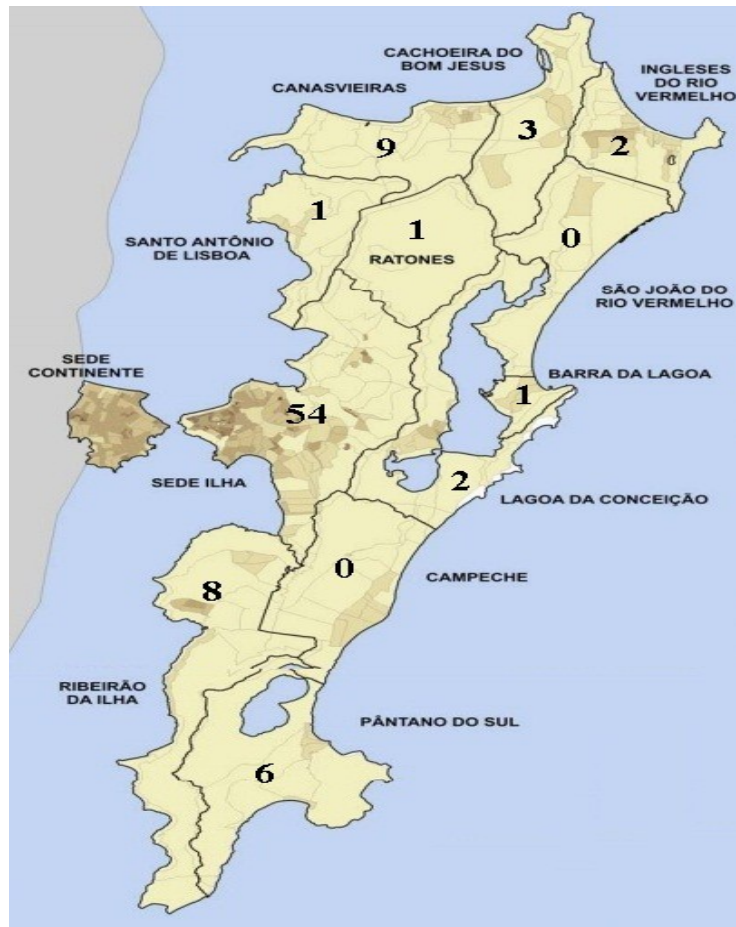 CACHOEIRA DO
BOM JESUS
INGLESES
DO RIO
VERMELHO
CANASVIEIRAS
3
9
2
1
1
RATONES
0
SANTO ANTÔNIO
DE LISBOA
SÃO JOÃO DO
RIO VERMELHO
SEDE
CONTINENTE
BARRA DA LAGOA
1
54
SEDE ILHA
2
LAGOA DA CONCEIÇÃO
0
CAMPECHE
8
RIBEIRÃO
DA ILHA
PÂNTANO DO SUL
6